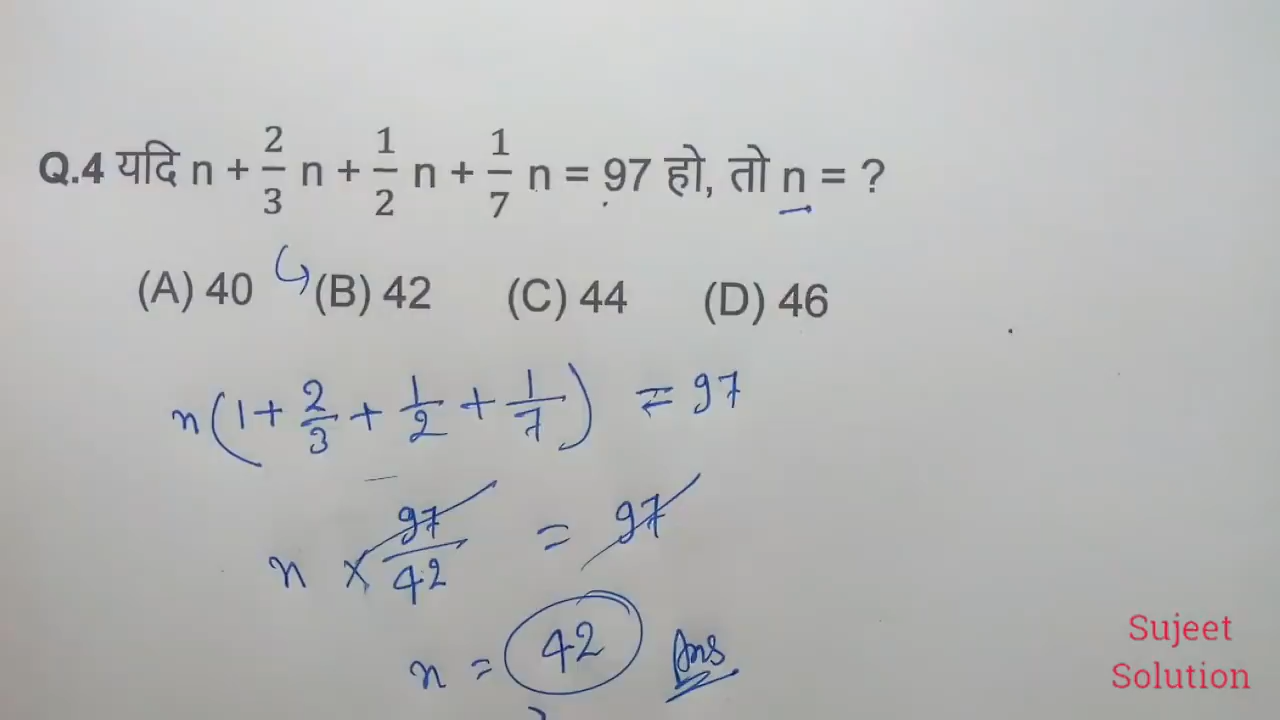 Q.4 यदि n + 2/3 n + 1/2 n + 1/7 n = 97 हो, तो n = ?
(A) 40 (B) 42 (C) 44 (D) 46
n(1 + 2/3 + 1/2 + 1/7) = 97
n × 97/42 = 97
n = 42 Ans
Sujeet
Solution